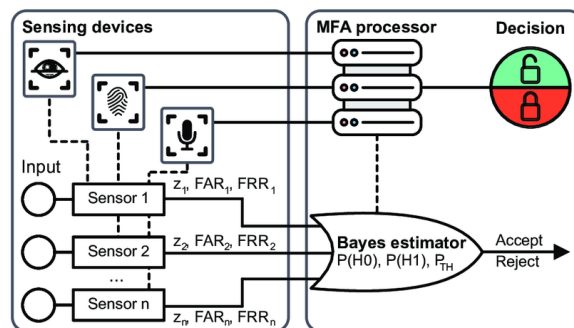 Sensing devices
MFA processor
Decision
Input
Sensor 1
z1, FAR1, FRR1
Sensor 2
z2, FAR2, FRR2
...
Sensor n
zn, FARn, FRRn
Bayes estimator
P(H0), P(H1), PTH
Accept
Reject